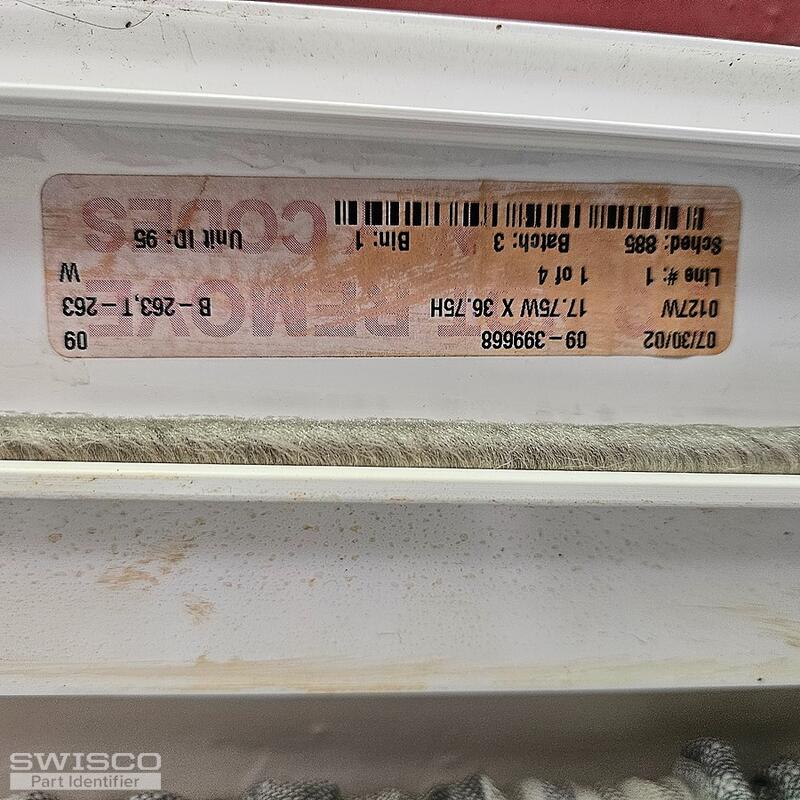 07/30/02 09-399668 09
0127W 17.75W X 36.75H B-263,T-263
Line #: 1 1 of 4 W
Sched: 885 Batch: 3 Bin: 1 Unit ID: 95
REMOVE
CODES
SWISCO
Part Identifier